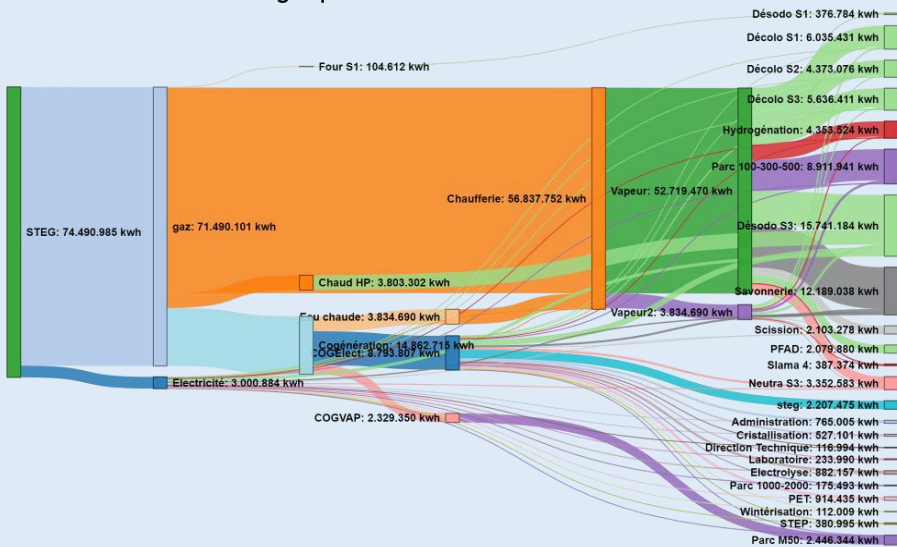 Désodo S1: 376.784 kwh
Décolo S1: 6.035.431 kwh
Four S1: 104.612 kwh
Décolo S2: 4.373.076 kwh
Décolo S3: 5.636.411 kwh
Hydrogénation: 4.353.524 kwh
Parc 100-300-500: 8.911.941 kwh
Vapeur: 52.719.470 kwh
Chaufferie: 56.837.752 kwh
gaz: 71.490.101 kwh
Désodo S3: 15.741.184 kwh
STEG: 74.490.985 kwh
Chaud HP: 3.803.302 kwh
Savonnerie: 12.189.038 kwh
Eau chaude: 3.834.690 kwh
Vapeur2: 3.834.690 kwh
Scission: 2.103.278 kwh
Cogénération: 14.862.715 kwh
COGElect: 8.793.807 kwh
PFAD: 2.079.880 kwh
Slama 4: 387.374 kwh
Electricité: 3.000.884 kwh
Neutra S3: 3.352.583 kwh
steg: 2.207.475 kwh
COGVAP: 2.329.350 kwh
Administration: 765.005 kwh
Cristallisation: 527.101 kwh
Direction Technique: 116.994 kwh
Laboratoire: 233.990 kwh
Electrolyse: 882.157 kwh
Parc 1000-2000: 175.493 kwh
PET: 914.435 kwh
Wintérisation: 112.009 kwh
STEP: 380.995 kwh
Parc M50: 2.446.344 kwh